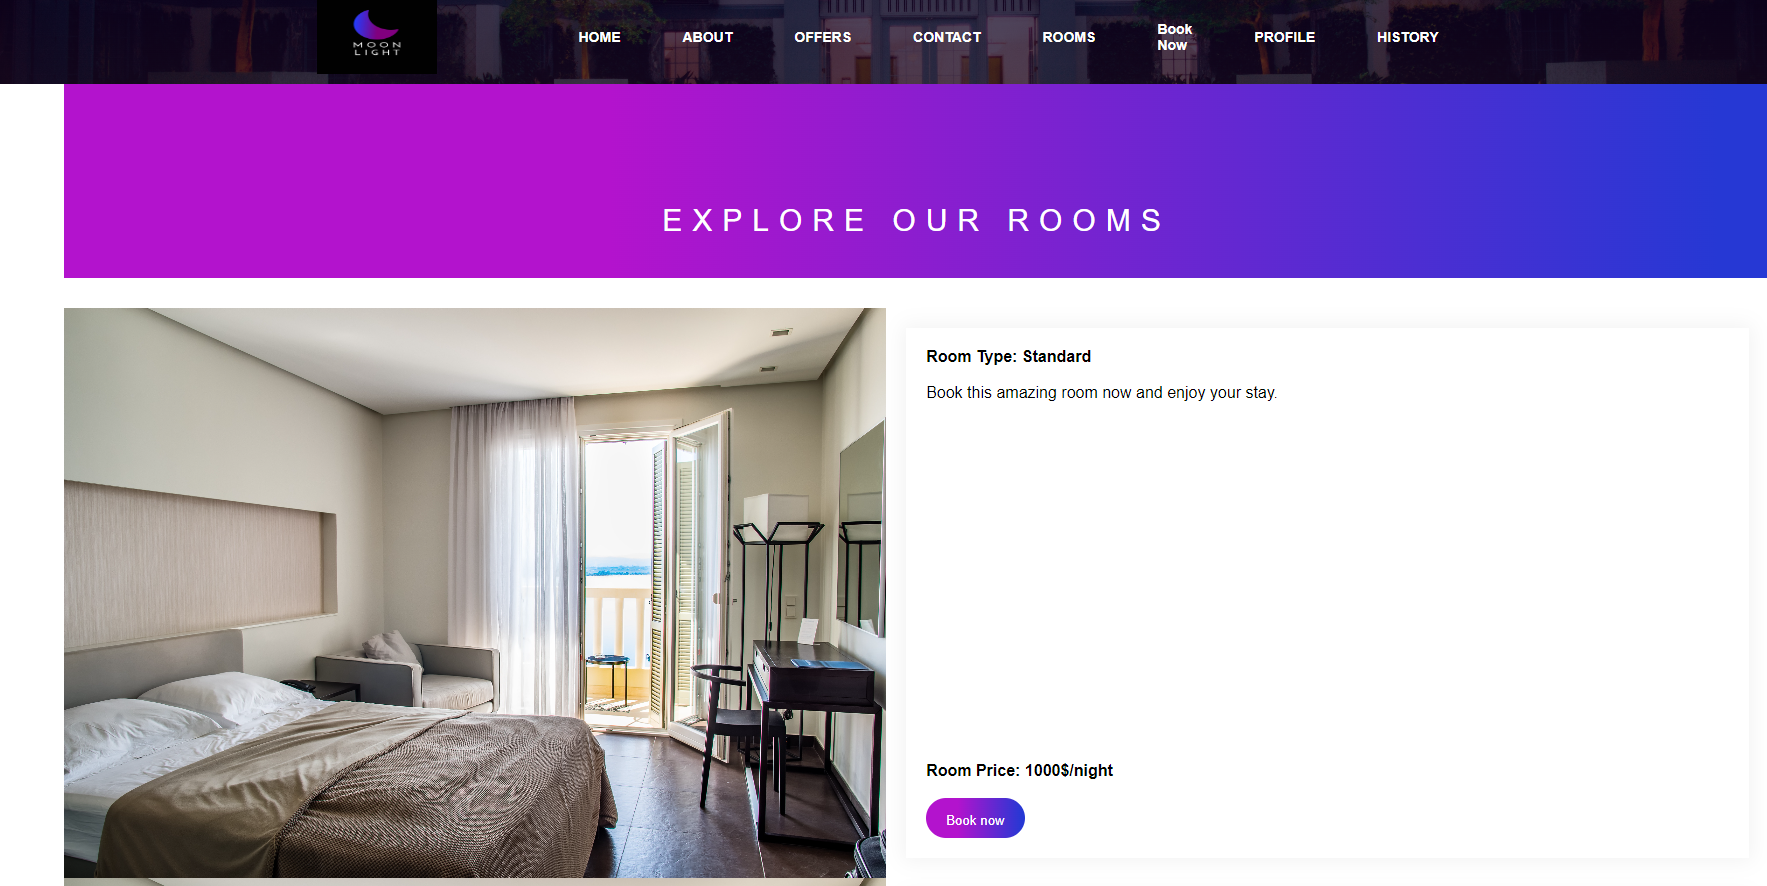 MOON
LIGHT
HOME
ABOUT
OFFERS
CONTACT
ROOMS
Book
Now
PROFILE
HISTORY
EXPLORE OUR ROOMS
Room Type: Standard
Book this amazing room now and enjoy your stay.
Room Price: 1000$/night
Book now